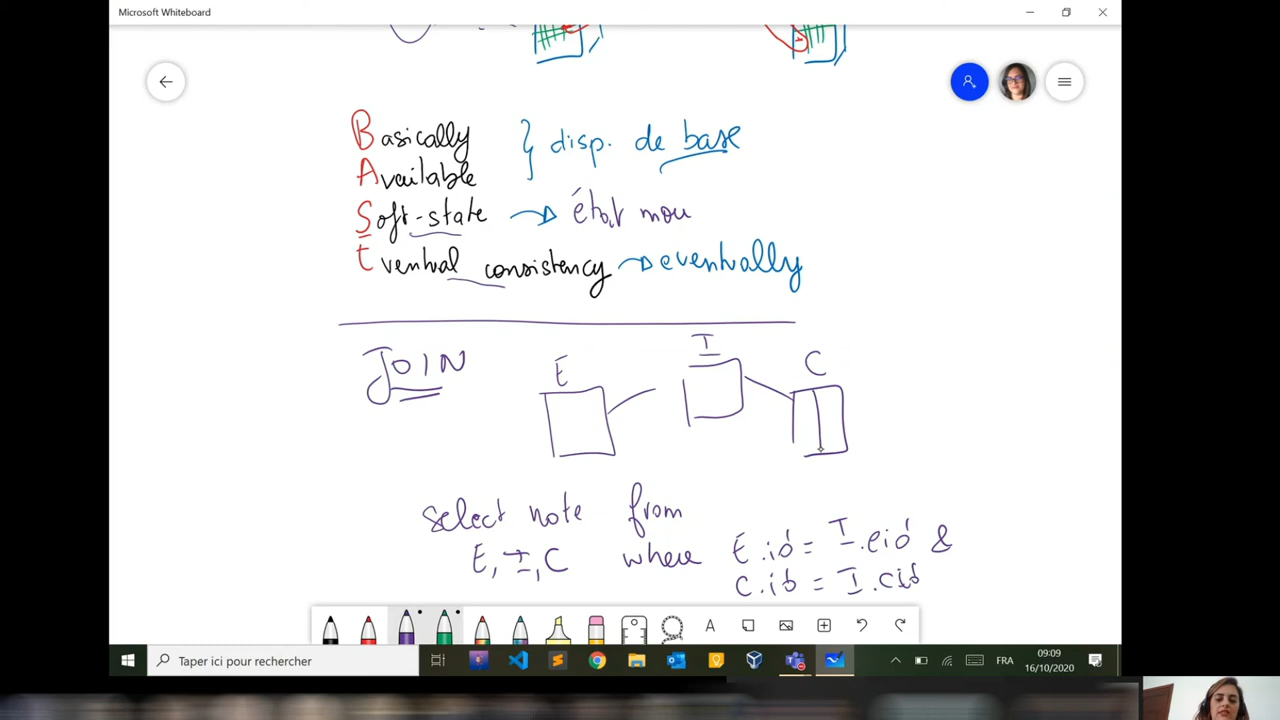 Microsoft Whiteboard
Basically
Available
} disp. de base
Soft-state → état mou
Eventual consistency → eventually
JOIN
E
I
C
select note from
E, I, C where E.id = I.eid &
C.id = I.cid
A
Taper ici pour rechercher
FRA
09:09
16/10/2020